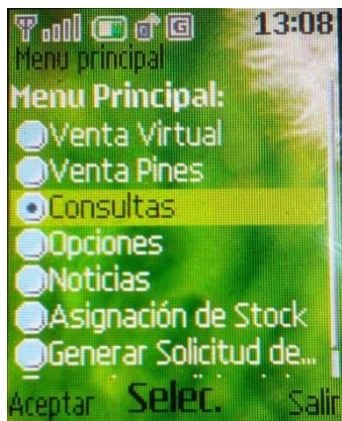 G 13:08
Menu principal
Menu Principal:
Venta Virtual
Venta Pines
Consultas
Opciones
Noticias
Asignación de Stock
Generar Solicitud de...
Aceptar Selec. Salir